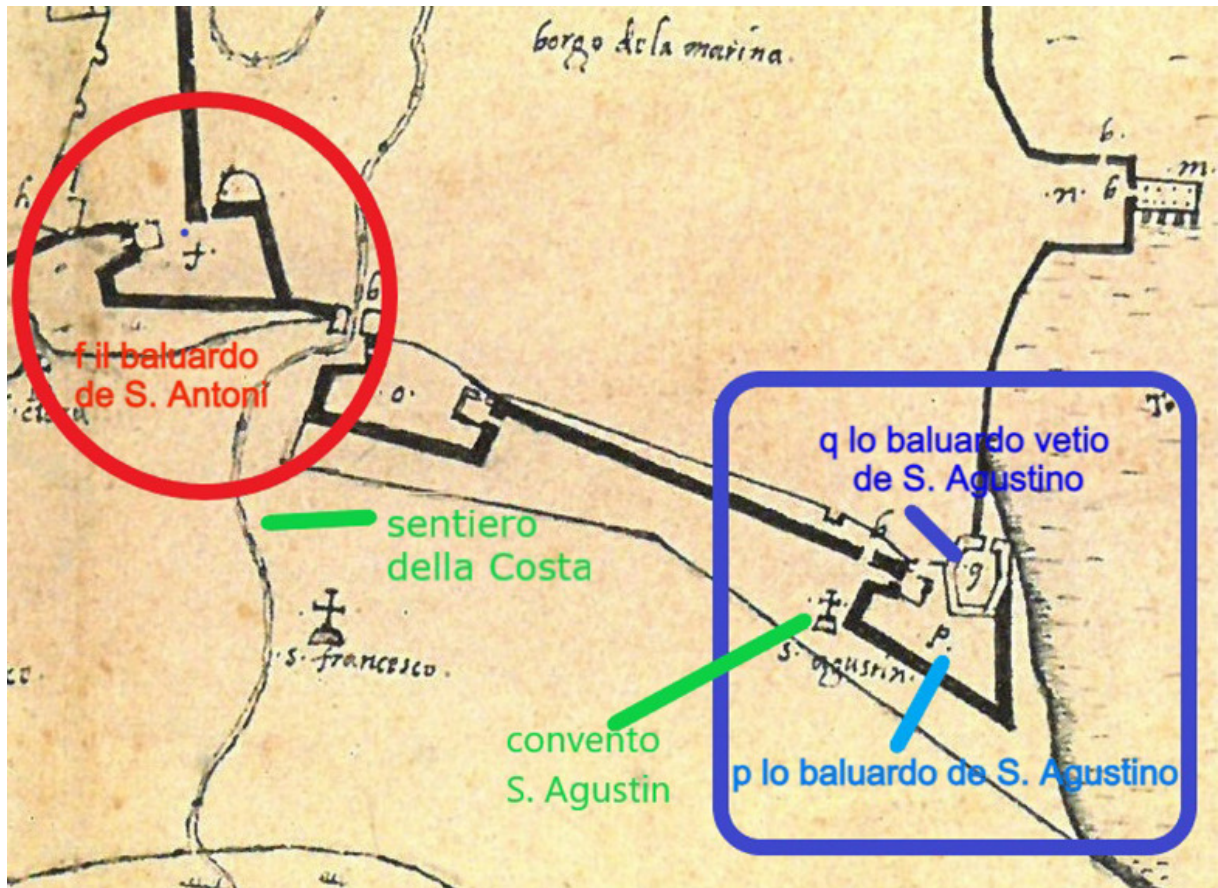 borgo de la marina.
b.
.m.
.n. b
h
f.
b
f il baluardo
de S. Antoni
.o.
q lo baluardo vetio
de S. Agustino
sentiero
della Costa
b
.g
p.
.s. francesco.
s. agustin.
convento
S. Agustin
p lo baluardo de S. Agustino